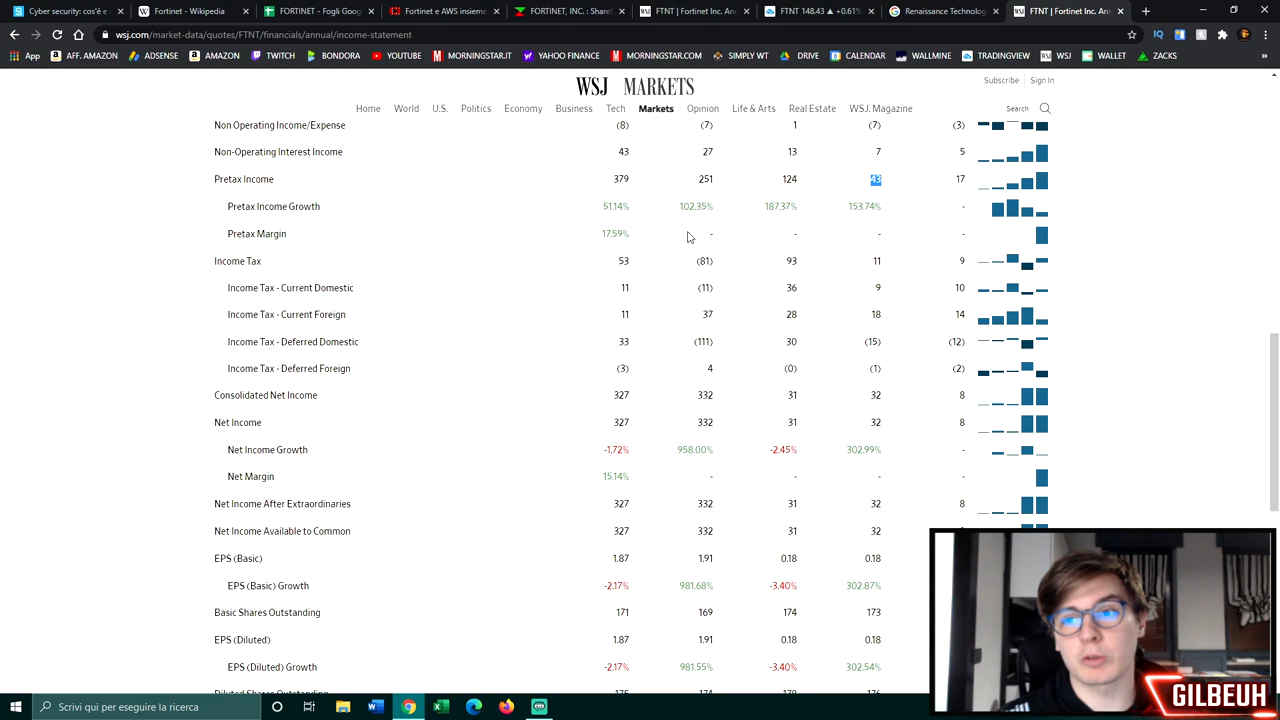 Cyber security: cos'è e
Fortinet - Wikipedia
FORTINET - Fogli Goog
Fortinet e AWS insieme
FORTINET, INC. : Sharel
FTNT | Fortinet Inc. Ann
FTNT 148.43 ▲ +0.61%
Renaissance Technolog
FTNT | Fortinet Inc. Ann
wsj.com/market-data/quotes/FTNT/financials/annual/income-statement
App AFF. AMAZON ADSENSE AMAZON TWITCH BONDORA YOUTUBE MORNINGSTAR.IT YAHOO FINANCE MORNINGSTAR.COM SIMPLY WT DRIVE CALENDAR WALLMINE TRADINGVIEW ATOZMARKET ZACKS
WSJ MARKETS
Subscribe Sign In
Home World U.S. Politics Economy Business Tech Markets Opinion Life & Arts Real Estate WSJ. Magazine Search
Non Operating Income/Expense (8) (7) 1 (7) (3)
Non-Operating Interest Income 43 27 13 7 5
Pretax Income 379 251 124 43 17
Pretax Income Growth 51.14% 102.35% 187.37% 153.74% -
Pretax Margin 17.59% - - - -
Income Tax 53 (81) 93 11 9
Income Tax - Current Domestic 11 (11) 36 9 10
Income Tax - Current Foreign 11 37 28 18 14
Income Tax - Deferred Domestic 33 (111) 30 (15) (12)
Income Tax - Deferred Foreign (3) 4 (0) (1) (2)
Consolidated Net Income 327 332 31 32 8
Net Income 327 332 31 32 8
Net Income Growth -1.72% 958.00% -2.45% 302.99% -
Net Margin 15.14% - - - -
Net Income After Extraordinaries 327 332 31 32 8
Net Income Available to Common 327 332 31 32
EPS (Basic) 1.87 1.91 0.18 0.18
EPS (Basic) Growth -2.17% 981.68% -3.40% 302.87%
Basic Shares Outstanding 171 169 174 173
EPS (Diluted) 1.87 1.91 0.18 0.18
EPS (Diluted) Growth -2.17% 981.55% -3.40% 302.54%
Diluted Shares Outstanding 175 174 178 176
GILBEUH
Scrivi qui per eseguire la ricerca